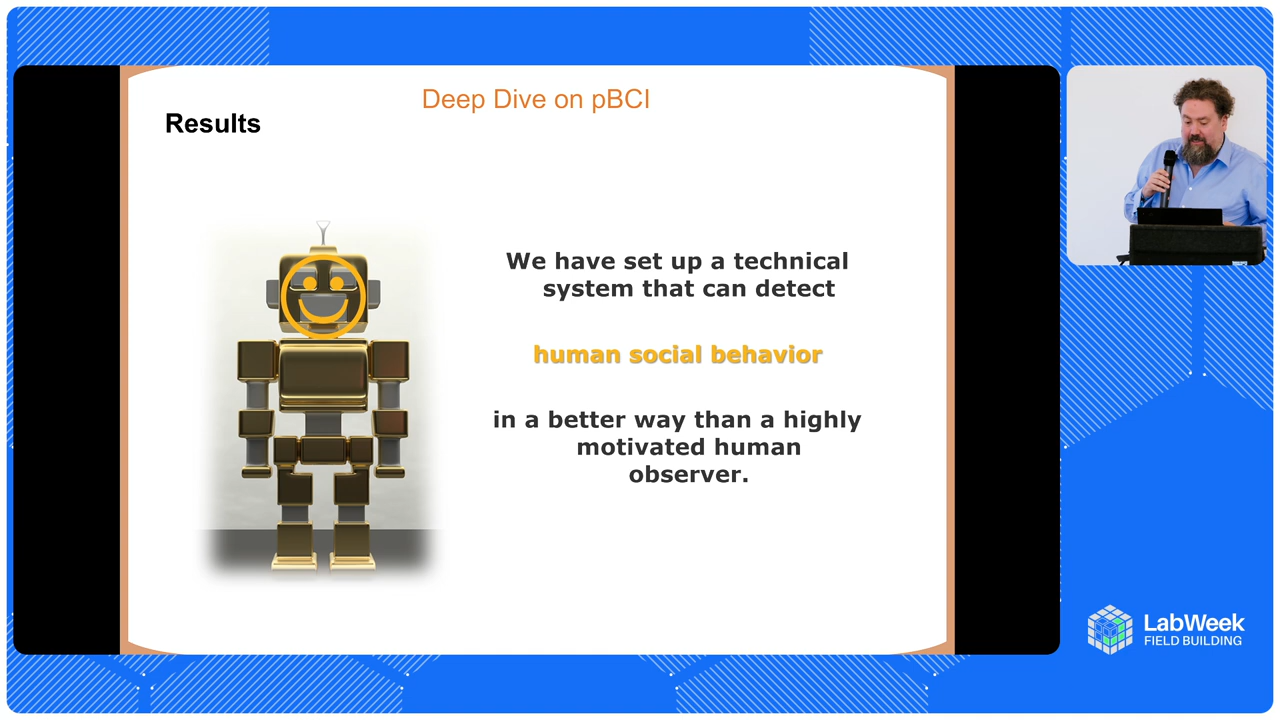 Deep Dive on pBCI
Results
We have set up a technical
system that can detect
human social behavior
in a better way than a highly
motivated human
observer.
LabWeek
FIELD BUILDING